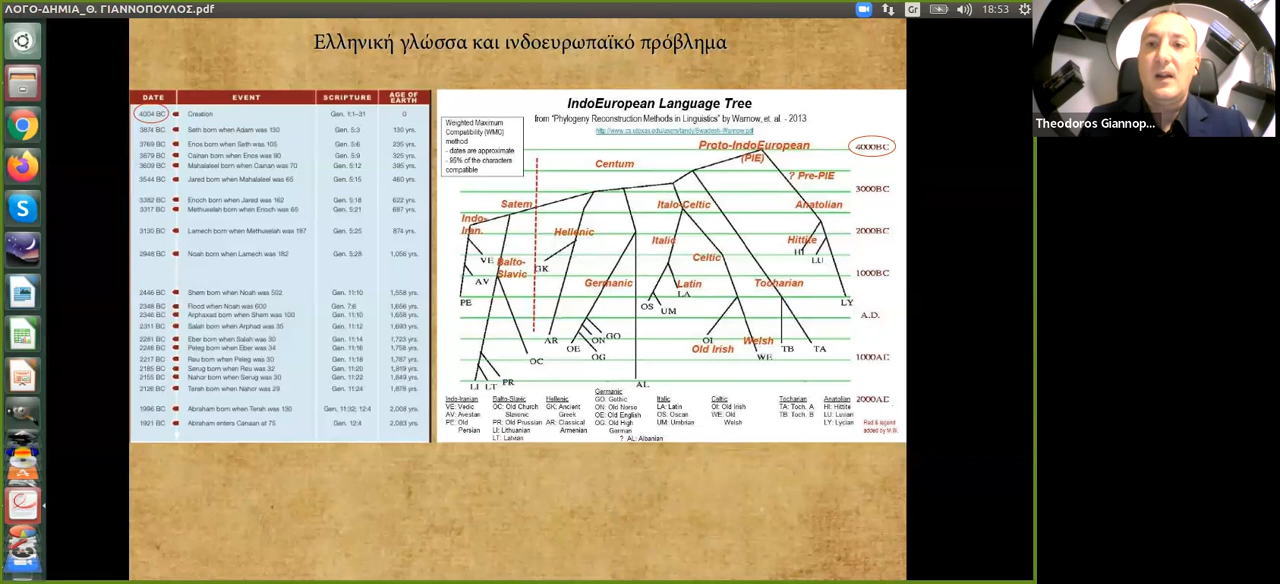 ΛΟΓΟ-ΔΗΜΙΑ_Θ. ΓΙΑΝΝΟΠΟΥΛΟΣ.pdf
Gr
18:53
Theodoros Giannop...
Ελληνική γλώσσα και ινδοευρωπαϊκό πρόβλημα
DATE EVENT SCRIPTURE AGE OF EARTH
4004 BC Creation Gen. 1:1–31 0
3874 BC Seth born when Adam was 130 Gen. 5:3 130 yrs.
3769 BC Enos born when Seth was 105 Gen. 5:6 235 yrs.
3679 BC Cainan born when Enos was 90 Gen. 5:9 325 yrs.
3609 BC Mahalaleel born when Cainan was 70 Gen. 5:12 395 yrs.
3544 BC Jared born when Mahalaleel was 65 Gen. 5:15 460 yrs.
3382 BC Enoch born when Jared was 162 Gen. 5:18 622 yrs.
3317 BC Methuselah born when Enoch was 65 Gen. 5:21 687 yrs.
3130 BC Lamech born when Methuselah was 187 Gen. 5:25 874 yrs.
2948 BC Noah born when Lamech was 182 Gen. 5:28 1,056 yrs.
2446 BC Shem born when Noah was 502 Gen. 11:10 1,558 yrs.
2348 BC Flood when Noah was 600 Gen. 7:6 1,656 yrs.
2346 BC Arphaxad born when Shem was 100 Gen. 11:10 1,658 yrs.
2311 BC Salah born when Arphad was 35 Gen. 11:12 1,693 yrs.
2281 BC Eber born when Salah was 30 Gen. 11:14 1,723 yrs.
2246 BC Peleg born when Eber was 34 Gen. 11:16 1,758 yrs.
2217 BC Reu born when Peleg was 30 Gen. 11:18 1,787 yrs.
2185 BC Serug born when Reu was 32 Gen. 11:20 1,819 yrs.
2155 BC Nahor born when Serug was 30 Gen. 11:22 1,849 yrs.
2126 BC Terah born when Nahor was 29 Gen. 11:24 1,878 yrs.
1996 BC Abraham born when Terah was 130 Gen. 11:32; 12:4 2,008 yrs.
1921 BC Abraham enters Canaan at 75 Gen. 12:4 2,083 yrs.
IndoEuropean Language Tree
from "Phylogeny Reconstruction Methods in Linguistics" by Warnow, et. al. - 2013
Weighted Maximum
Compatibility (WMC)
method
- dates are approximate
- 95% of the characters
compatible
Proto-IndoEuropean
(PIE)
4000BC
Centum
? Pre-PIE
3000BC
Satem
Italo-Celtic
Anatolian
Indo-
Iran.
Hellenic
Italic
Hittite
2000BC
HI LU
VE
Balto-
Slavic
GK
Celtic
AV
Germanic
Latin
Tocharian
1000BC
PE
OS
LA
UM
LY
A.D.
AR
OE
ON
GO
OG
OI
Old Irish
Welsh
WE
TB
TA
OC
1000AD
LI LT PR
AL
2000AD
Indo-Iranian
VE: Vedic
AV: Avestan
PE: Old
Persian
Balto-Slavic
OC: Old Church
Slavonic
PR: Old Prussian
LI: Lithuanian
LT: Latvian
Hellenic
GK: Ancient
Greek
AR: Classical
Armenian
Germanic
GO: Gothic
ON: Old Norse
OE: Old English
OG: Old High
German
? AL: Albanian
Italic
LA: Latin
OS: Oscan
UM: Umbrian
Celtic
OI: Old Irish
WE: Old
Welsh
Tocharian
TA: Toch. A
TB: Toch. B
Anatolian
HI: Hittite
LU: Luvian
LY: Lycian
Red & legend
added by M.W.